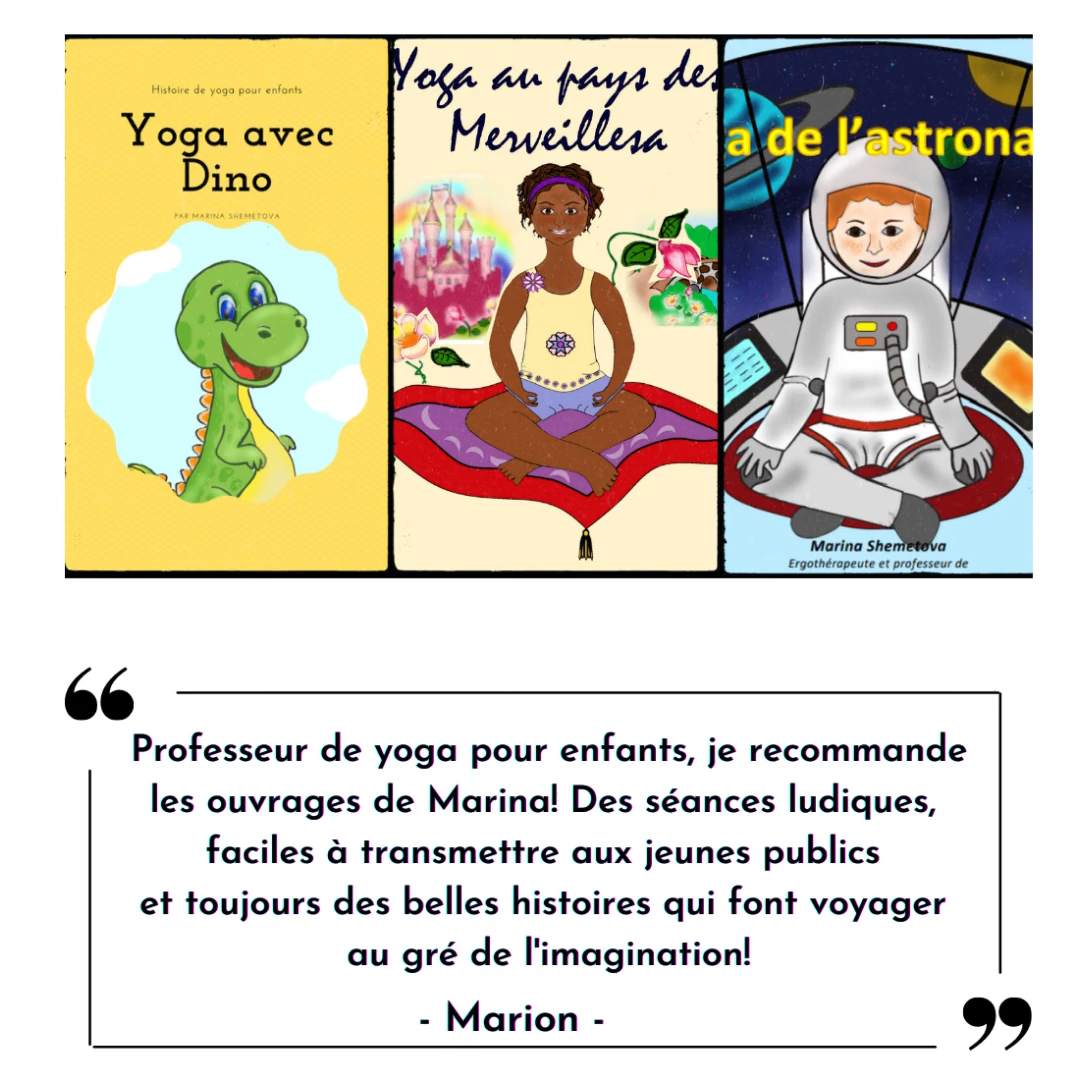 Histoire de yoga pour enfants
Yoga avec
Dino
PAR MARINA SHEMETOVA
Yoga au pays des
Merveillesa
a de l'astrona
Marina Shemetova
Ergothérapeute et professeur de
Professeur de yoga pour enfants, je recommande
les ouvrages de Marina! Des séances ludiques,
faciles à transmettre aux jeunes publics
et toujours des belles histoires qui font voyager
au gré de l'imagination!
- Marion -